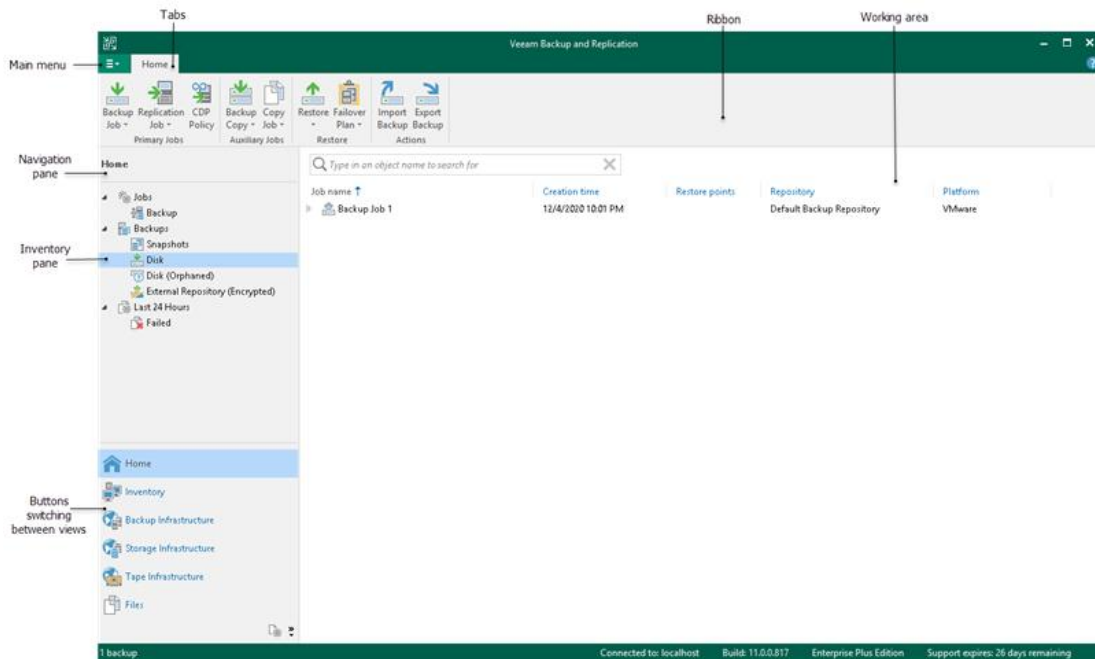 Tabs
Ribbon
Working area
Veeam Backup and Replication
Main menu
Home
Backup Job
Replication Job
CDP Policy
Backup Copy
Copy Job
Restore
Failover Plan
Import Backup
Export Backup
Primary Jobs
Auxiliary Jobs
Restore
Actions
Navigation pane
Home
Type in an object name to search for
Job name
Creation time
Restore points
Repository
Platform
Backup Job 1
12/4/2020 10:01 PM
Default Backup Repository
VMware
Jobs
Backup
Backups
Snapshots
Inventory pane
Disk
Disk (Orphaned)
External Repository (Encrypted)
Last 24 Hours
Failed
Home
Inventory
Buttons switching between views
Backup Infrastructure
Storage Infrastructure
Tape Infrastructure
Files
1 backup
Connected to: localhost
Build: 11.0.0.817
Enterprise Plus Edition
Support expires: 26 days remaining